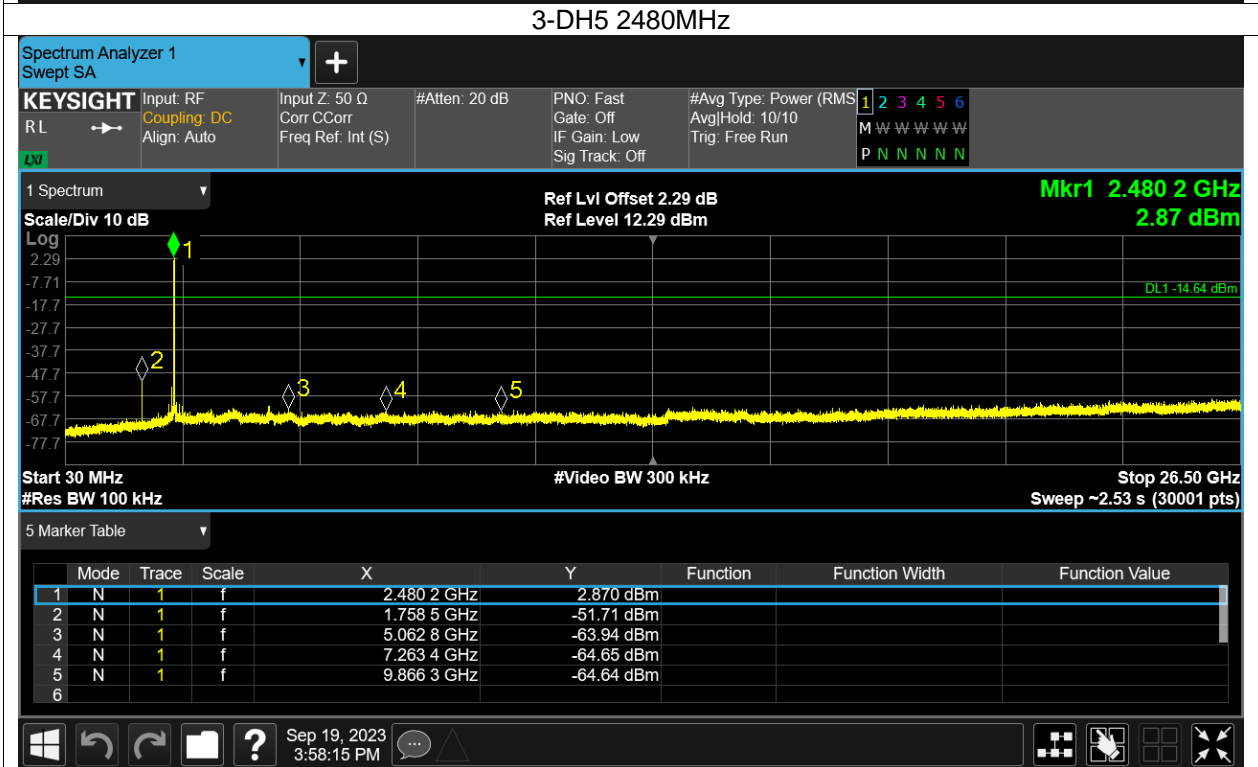 3-DH5 2480MHz
Spectrum Analyzer 1
Swept SA
KEYSIGHT
R L
LXI
Input: RF
Coupling: DC
Align: Auto
Input Z: 50 Ω
Corr CCorr
Freq Ref: Int (S)
#Atten: 20 dB
PNO: Fast
Gate: Off
IF Gain: Low
Sig Track: Off
#Avg Type: Power (RMS
Avg|Hold: 10/10
Trig: Free Run
1 2 3 4 5 6
M W W W W W
P N N N N N
1 Spectrum
Scale/Div 10 dB
Ref Lvl Offset 2.29 dB
Ref Level 12.29 dBm
Mkr1 2.480 2 GHz
2.87 dBm
Log
2.29
-7.71
-17.7
-27.7
-37.7
-47.7
-57.7
-67.7
-77.7
1
2
3
4
5
DL1 -14.64 dBm
Start 30 MHz
#Video BW 300 kHz
Stop 26.50 GHz
#Res BW 100 kHz
Sweep ~2.53 s (30001 pts)
5 Marker Table
Mode Trace Scale X Y Function Function Width Function Value
1 N 1 f 2.480 2 GHz 2.870 dBm
2 N 1 f 1.758 5 GHz -51.71 dBm
3 N 1 f 5.062 8 GHz -63.94 dBm
4 N 1 f 7.263 4 GHz -64.65 dBm
5 N 1 f 9.866 3 GHz -64.64 dBm
6
?
Sep 19, 2023
3:58:15 PM